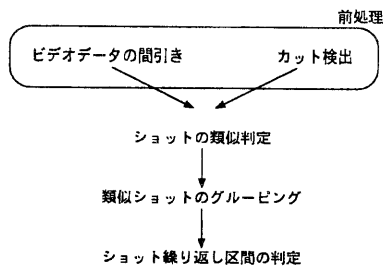 前処理
ビデオデータの間引き
カット検出
ショットの類似判定
類似ショットのグルーピング
ショット繰り返し区間の判定